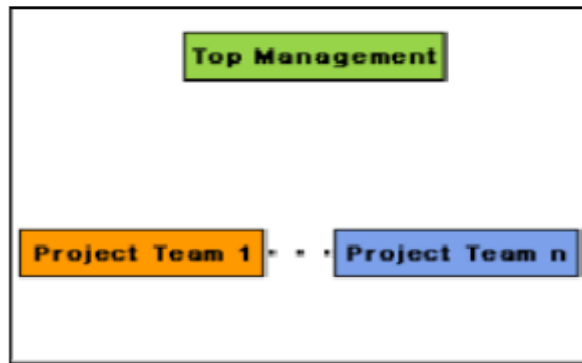 Top Management
Project Team 1 . . . Project Team n